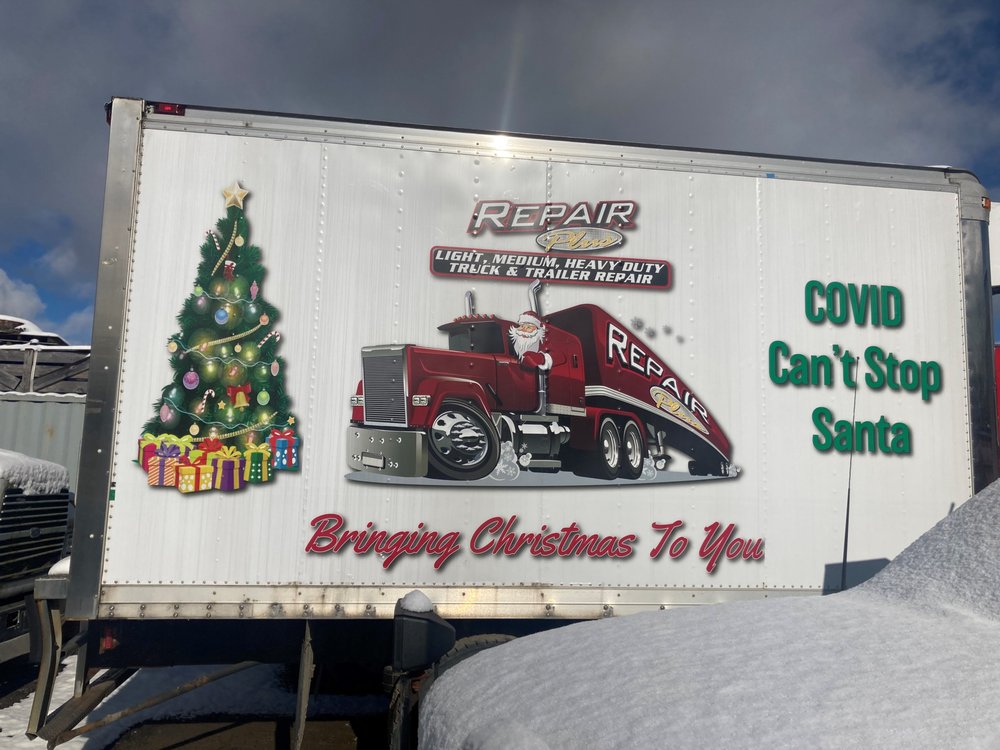 REPAIR
Plus
LIGHT, MEDIUM, HEAVY DUTY
TRUCK & TRAILER REPAIR
REPAIR
Plus
COVID
Can't Stop
Santa
Bringing Christmas To You